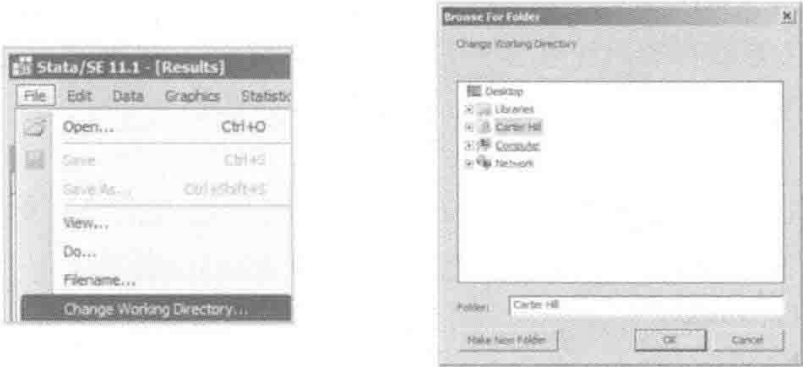 Stata/SE 11.1 - [Results]
File Edit Data Graphics Statistic
Open... Ctrl+O
Save Ctrl+S
Save As... Ctrl+Shift+S
View...
Do...
Filename...
Change Working Directory...
Browse For Folder
Change Working Directory
Desktop
Libraries
Carter Hill
Computer
Network
Folder: Carter Hill
Make New Folder OK Cancel